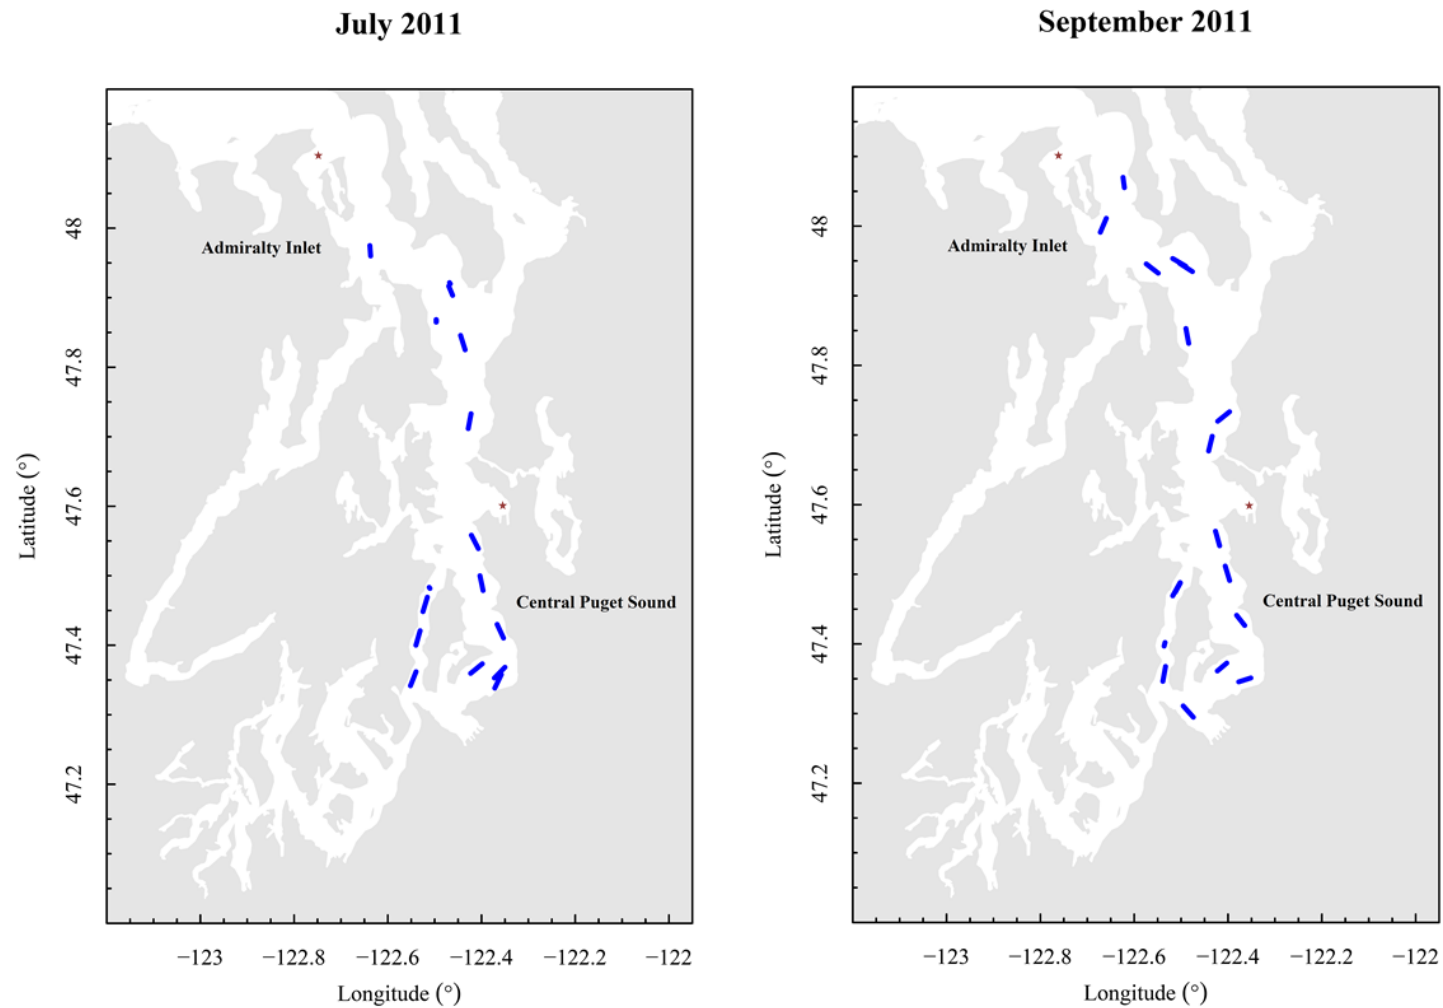 July 2011
September 2011
Admiralty Inlet
Central Puget Sound
48
47.8
47.6
47.4
47.2
Latitude (°)
−123
−122.8
−122.6
−122.4
−122.2
−122
Longitude (°)
Admiralty Inlet
Central Puget Sound
48
47.8
47.6
47.4
47.2
Latitude (°)
−123
−122.8
−122.6
−122.4
−122.2
−122
Longitude (°)